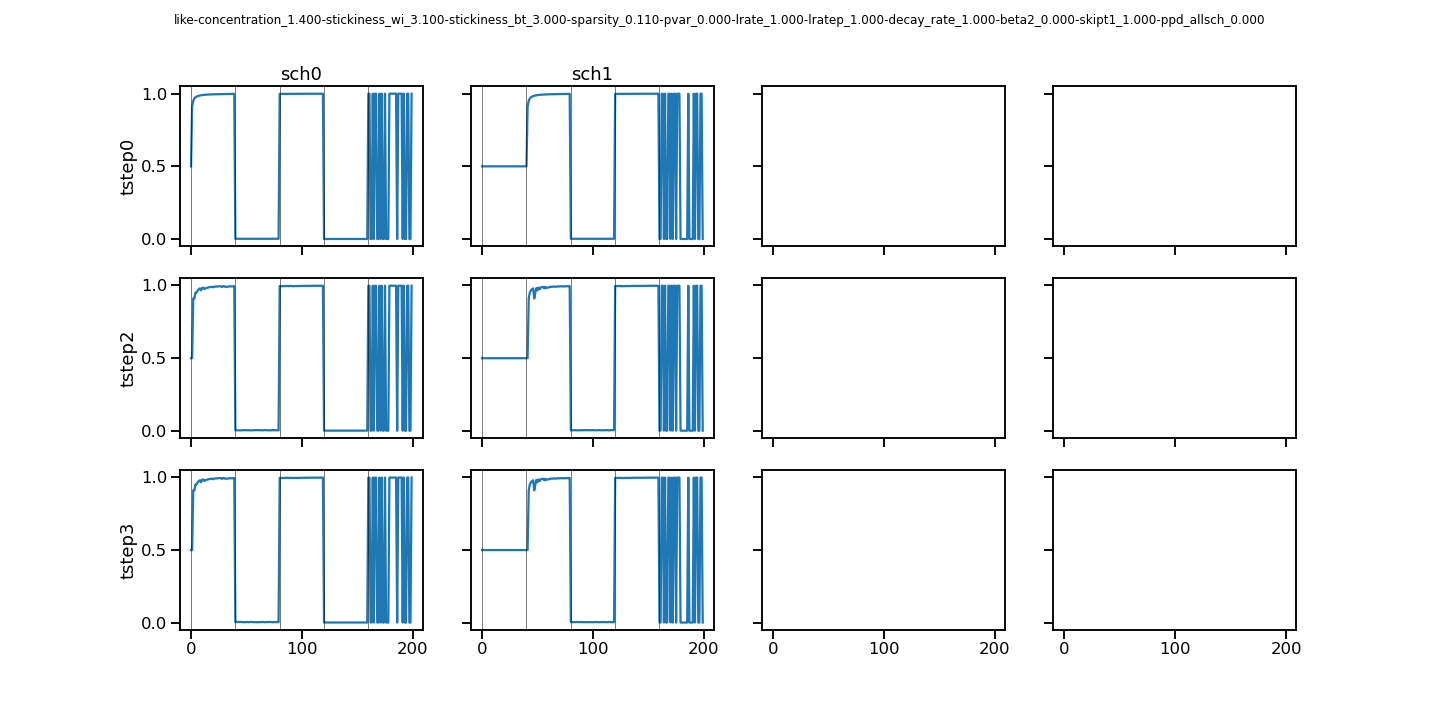 like-concentration_1.400-stickiness_wi_3.100-stickiness_bt_3.000-sparsity_0.110-pvar_0.000-lrate_1.000-lratep_1.000-decay_rate_1.000-beta2_0.000-skipt1_1.000-ppd_allsch_0.000
sch0 sch1
1.0
tstep0 0.5
0.0
1.0
tstep2 0.5
0.0
1.0
tstep3 0.5
0.0
0 100 200 0 100 200 0 100 200 0 100 200